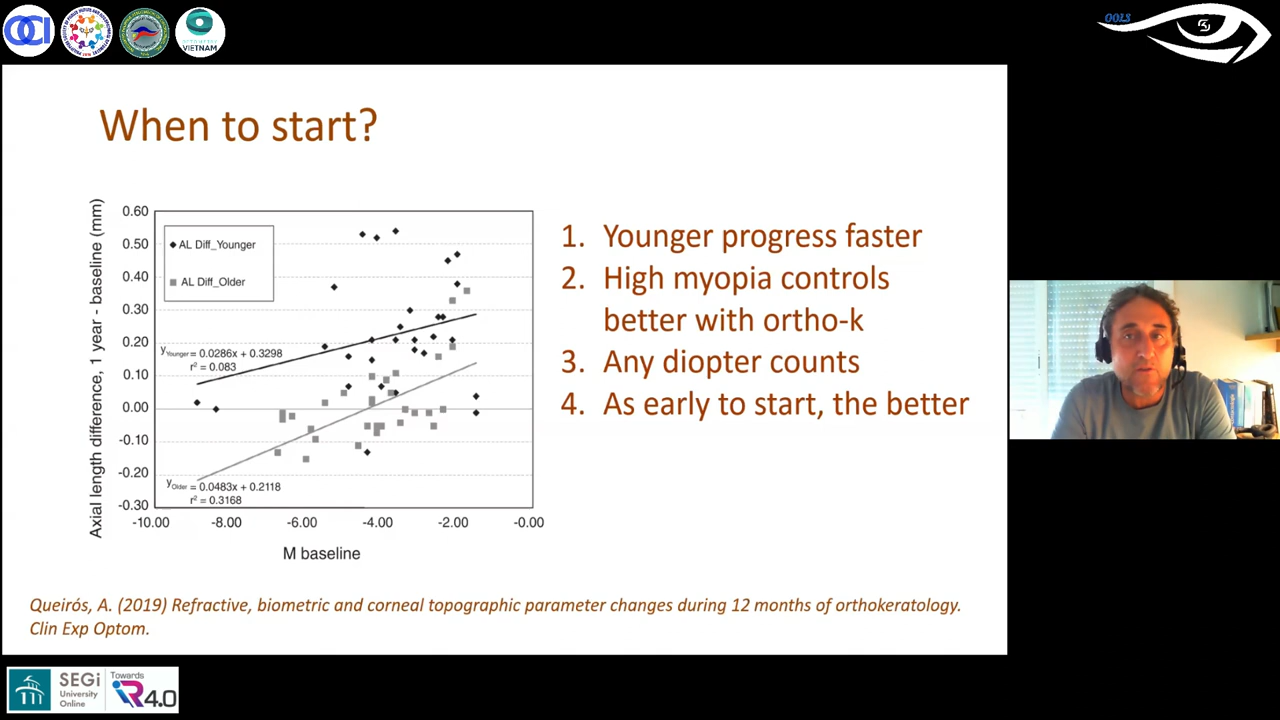 OCI
VIETNAM
OOLS
When to start?
Axial length difference, 1 year - baseline (mm)
0.60
0.50
0.40
0.30
0.20
0.10
0.00
-0.10
-0.20
-0.30
AL Diff_Younger
AL Diff_Older
yYounger = 0.0286x + 0.3298
r² = 0.083
yOlder = 0.0483x + 0.2118
r² = 0.3168
-10.00 -8.00 -6.00 -4.00 -2.00 -0.00
M baseline
1. Younger progress faster
2. High myopia controls
better with ortho-k
3. Any diopter counts
4. As early to start, the better
Queirós, A. (2019) Refractive, biometric and corneal topographic parameter changes during 12 months of orthokeratology.
Clin Exp Optom.
SEGi
University
Online
Towards
R4.0